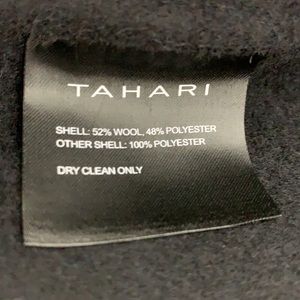 TAHARI
SHELL: 52% WOOL, 48% POLYESTER
OTHER SHELL: 100% POLYESTER
DRY CLEAN ONLY